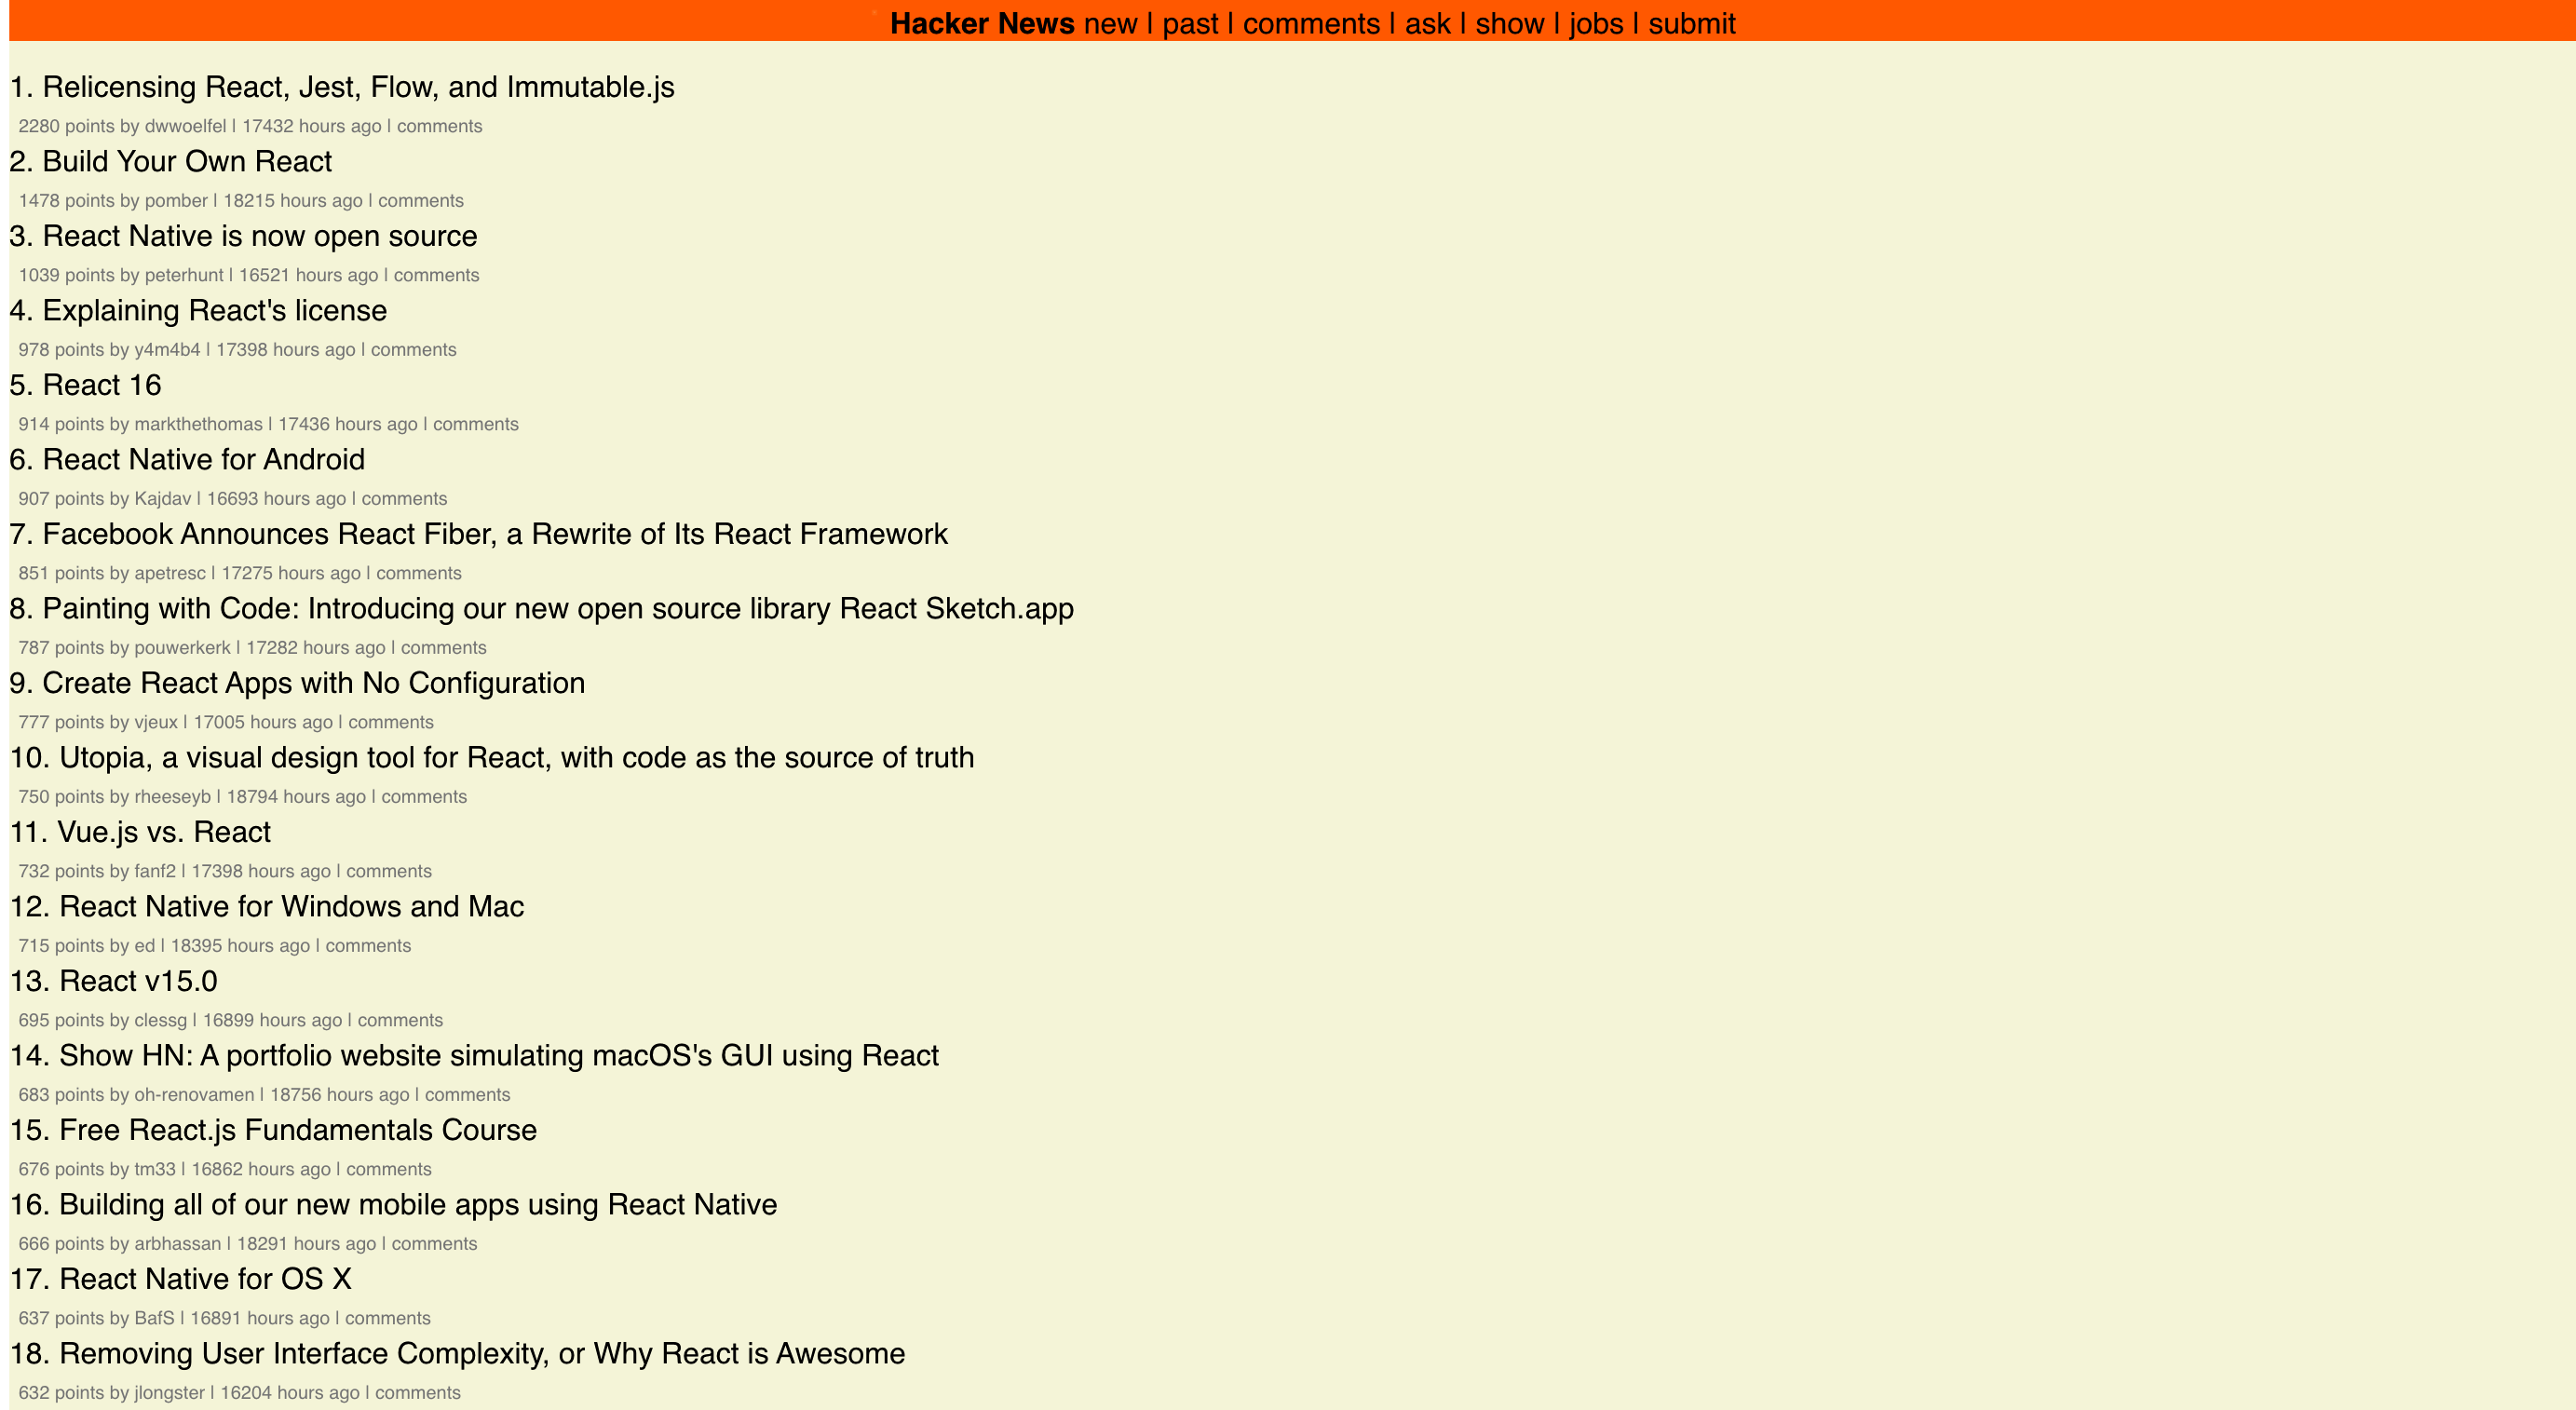 Hacker News new | past | comments | ask | show | jobs | submit
1. Relicensing React, Jest, Flow, and Immutable.js
2280 points by dwwoelfel | 17432 hours ago | comments
2. Build Your Own React
1478 points by pomber | 18215 hours ago | comments
3. React Native is now open source
1039 points by peterhunt | 16521 hours ago | comments
4. Explaining React's license
978 points by y4m4b4 | 17398 hours ago | comments
5. React 16
914 points by markthethomas | 17436 hours ago | comments
6. React Native for Android
907 points by Kajdav | 16693 hours ago | comments
7. Facebook Announces React Fiber, a Rewrite of Its React Framework
851 points by apetresc | 17275 hours ago | comments
8. Painting with Code: Introducing our new open source library React Sketch.app
787 points by pouwerkerk | 17282 hours ago | comments
9. Create React Apps with No Configuration
777 points by vjeux | 17005 hours ago | comments
10. Utopia, a visual design tool for React, with code as the source of truth
750 points by rheeseyb | 18794 hours ago | comments
11. Vue.js vs. React
732 points by fanf2 | 17398 hours ago | comments
12. React Native for Windows and Mac
715 points by ed | 18395 hours ago | comments
13. React v15.0
695 points by clessg | 16899 hours ago | comments
14. Show HN: A portfolio website simulating macOS's GUI using React
683 points by oh-renovamen | 18756 hours ago | comments
15. Free React.js Fundamentals Course
676 points by tm33 | 16862 hours ago | comments
16. Building all of our new mobile apps using React Native
666 points by arbhassan | 18291 hours ago | comments
17. React Native for OS X
637 points by BafS | 16891 hours ago | comments
18. Removing User Interface Complexity, or Why React is Awesome
632 points by jlongster | 16204 hours ago | comments